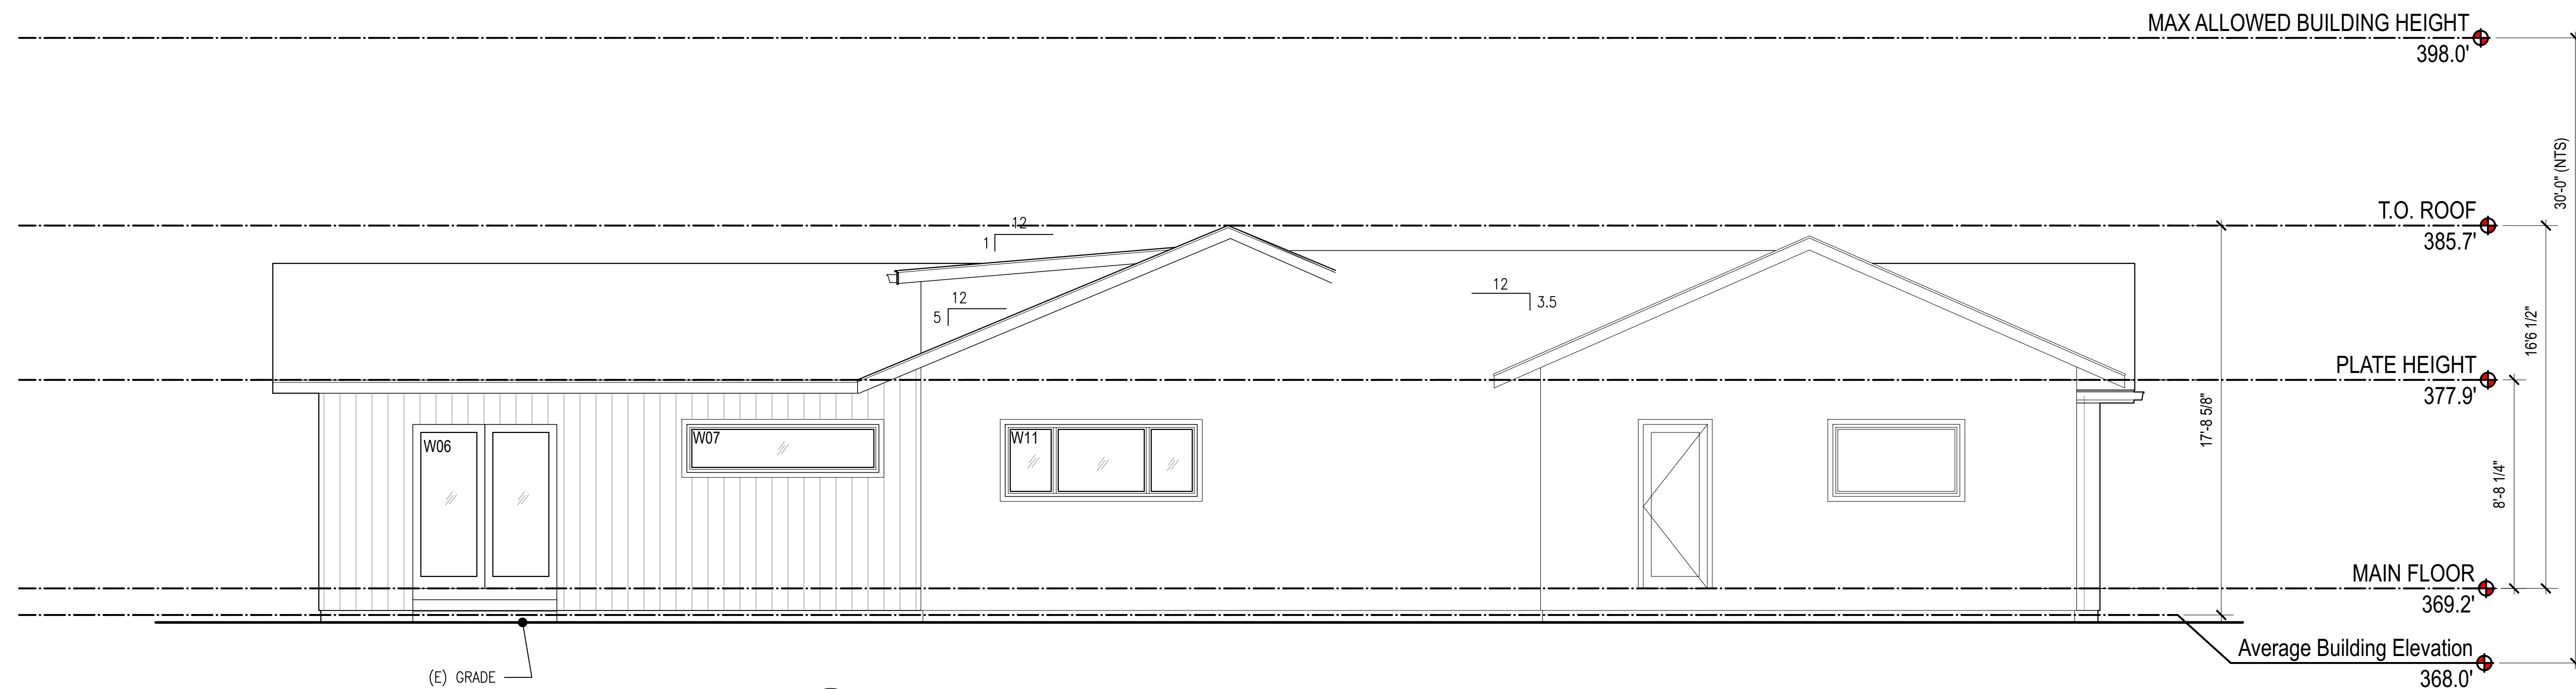 MAX ALLOWED BUILDING HEIGHT
398.0'
30'-0" (NTS)
T.O. ROOF
385.7'
12
1
12
5
12
3.5
16'6 1/2"
PLATE HEIGHT
377.9'
17'-8 5/8"
8'-8 1/4"
W06
W07
W11
MAIN FLOOR
369.2'
Average Building Elevation
368.0'
(E) GRADE